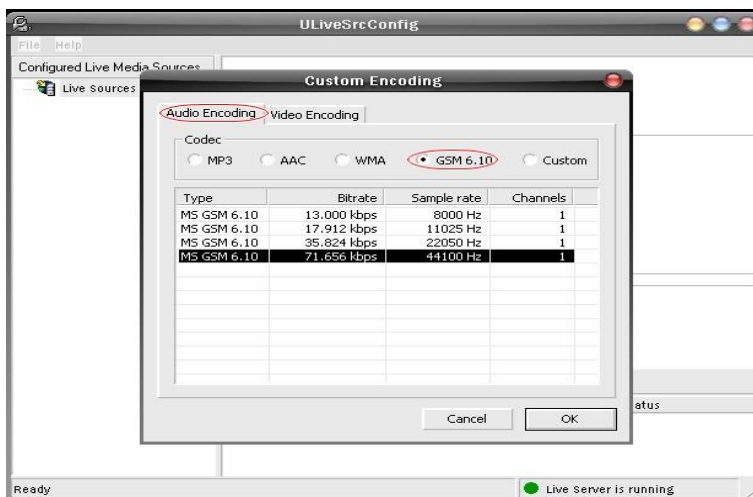 ULiveSrcConfig
File Help
Configured Live Media Sources
Live Sources
Custom Encoding
Audio Encoding Video Encoding
Codec
MP3 AAC WMA GSM 6.10 Custom
Type Bitrate Sample rate Channels
MS GSM 6.10 13.000 kbps 8000 Hz 1
MS GSM 6.10 17.912 kbps 11025 Hz 1
MS GSM 6.10 35.824 kbps 22050 Hz 1
MS GSM 6.10 71.656 kbps 44100 Hz 1
atus
Cancel OK
Ready Live Server is running